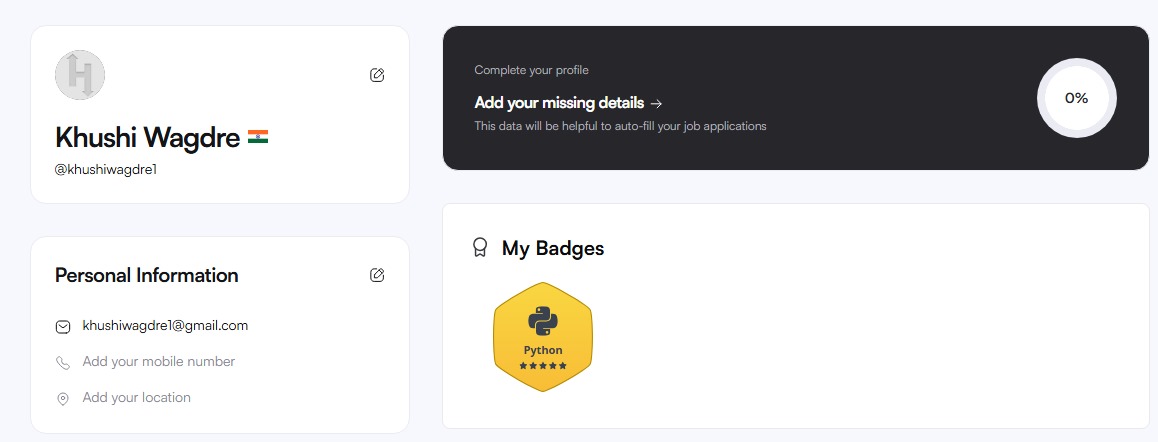 Khushi Wagdre
@khushiwagdre1
Personal Information
khushiwagdre1@gmail.com
Add your mobile number
Add your location
Complete your profile
Add your missing details →
This data will be helpful to auto-fill your job applications
0%
My Badges
Python
★★★★★